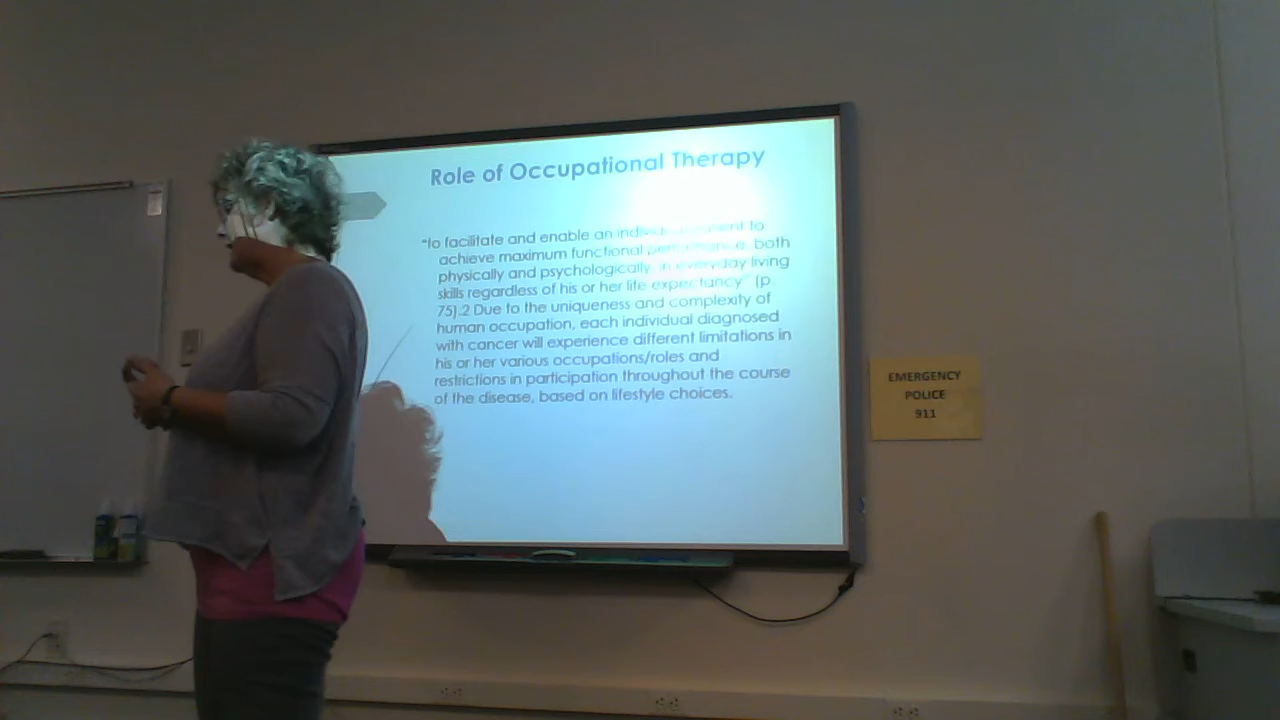 Role of Occupational Therapy
"to facilitate and enable an individual patient to
achieve maximum functional performance, both
physically and psychologically, in everyday living
skills regardless of his or her life expectancy" (p.
75).2 Due to the uniqueness and complexity of
human occupation, each individual diagnosed
with cancer will experience different limitations in
his or her various occupations/roles and
restrictions in participation throughout the course
of the disease, based on lifestyle choices.
EMERGENCY
POLICE
911